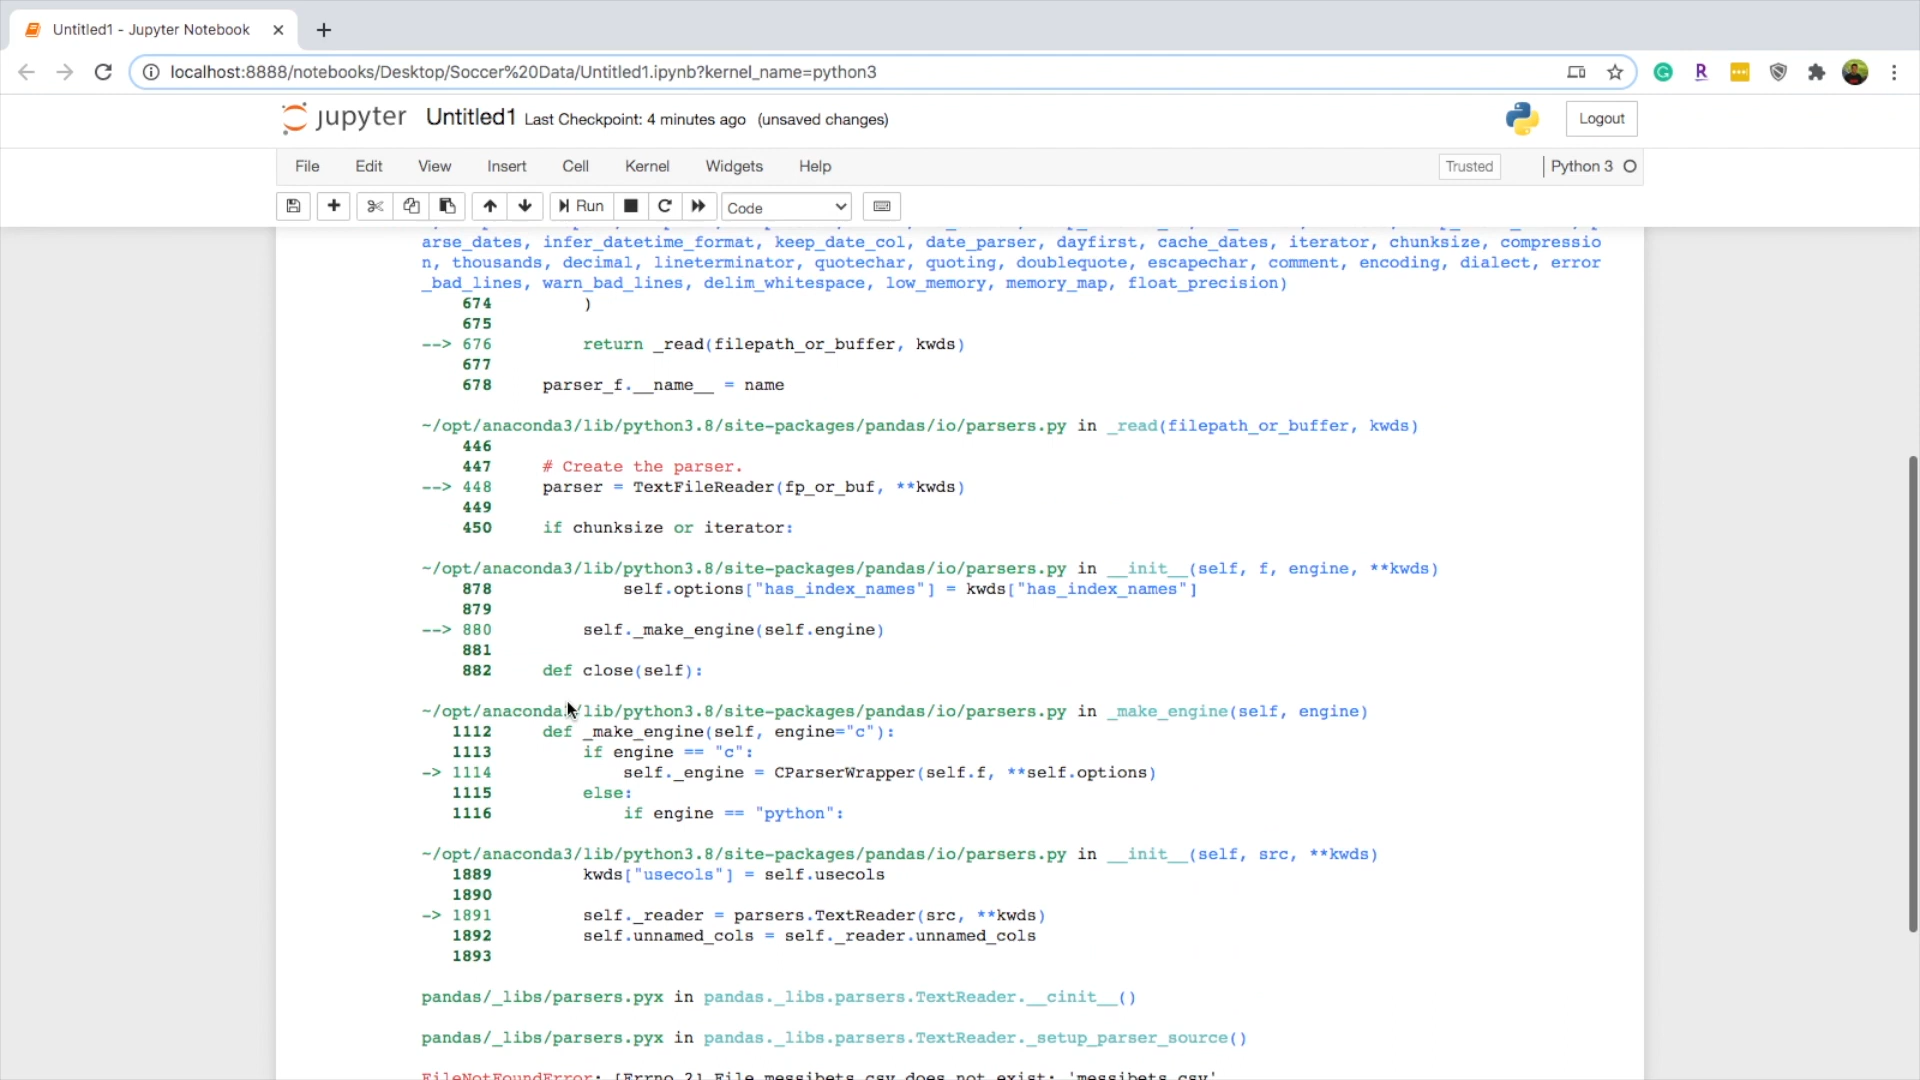 Untitled1 - Jupyter Notebook
localhost:8888/notebooks/Desktop/Soccer%20Data/Untitled1.ipynb?kernel_name=python3
R
jupyter Untitled1 Last Checkpoint: 4 minutes ago (unsaved changes)
Logout
File Edit View Insert Cell Kernel Widgets Help
Trusted
Python 3
Run
Code
arse_dates, infer_datetime_format, keep_date_col, date_parser, dayfirst, cache_dates, iterator, chunksize, compressio
n, thousands, decimal, lineterminator, quotechar, quoting, doublequote, escapechar, comment, encoding, dialect, error
_bad_lines, warn_bad_lines, delim_whitespace, low_memory, memory_map, float_precision)
674         )
675
--> 676         return _read(filepath_or_buffer, kwds)
677
678     parser_f.__name__ = name
~/opt/anaconda3/lib/python3.8/site-packages/pandas/io/parsers.py in _read(filepath_or_buffer, kwds)
446
447     # Create the parser.
--> 448     parser = TextFileReader(fp_or_buf, **kwds)
449
450     if chunksize or iterator:
~/opt/anaconda3/lib/python3.8/site-packages/pandas/io/parsers.py in __init__(self, f, engine, **kwds)
878             self.options["has_index_names"] = kwds["has_index_names"]
879
--> 880         self._make_engine(self.engine)
881
882     def close(self):
~/opt/anaconda3/lib/python3.8/site-packages/pandas/io/parsers.py in _make_engine(self, engine)
1112     def _make_engine(self, engine="c"):
1113         if engine == "c":
-> 1114             self._engine = CParserWrapper(self.f, **self.options)
1115         else:
1116             if engine == "python":
~/opt/anaconda3/lib/python3.8/site-packages/pandas/io/parsers.py in __init__(self, src, **kwds)
1889         kwds["usecols"] = self.usecols
1890
-> 1891         self._reader = parsers.TextReader(src, **kwds)
1892         self.unnamed_cols = self._reader.unnamed_cols
1893
pandas/_libs/parsers.pyx in pandas._libs.parsers.TextReader.__cinit__()
pandas/_libs/parsers.pyx in pandas._libs.parsers.TextReader._setup_parser_source()
FileNotFoundError: [Errno 2] File messibets.csv does not exist: 'messibets.csv'